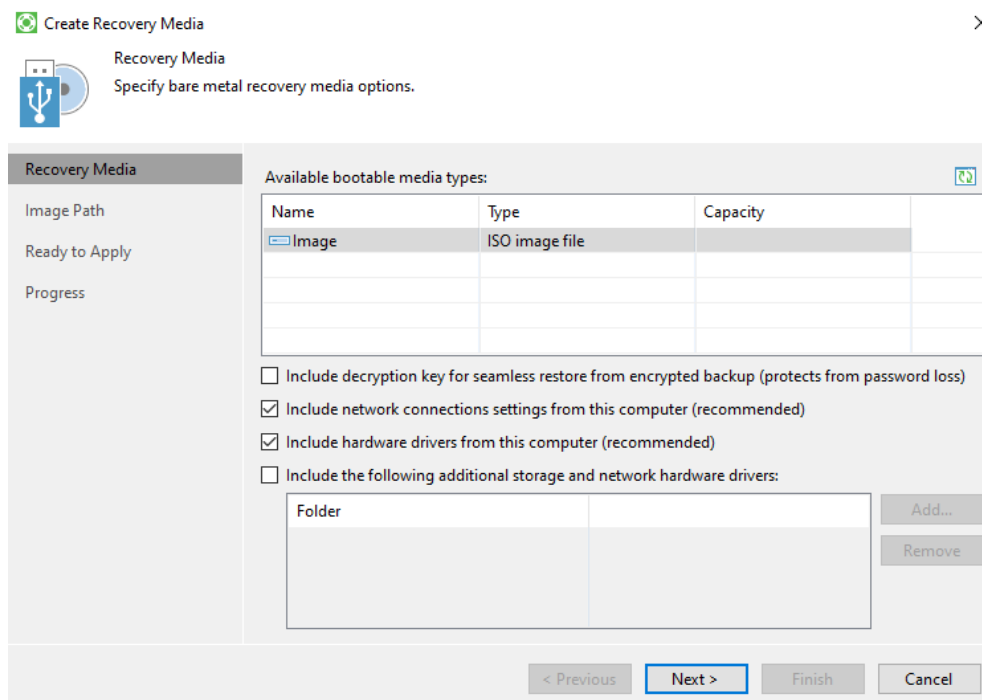 Create Recovery Media
Recovery Media
Specify bare metal recovery media options.
Recovery Media
Image Path
Ready to Apply
Progress
Available bootable media types:
Name Type Capacity
Image ISO image file
Include decryption key for seamless restore from encrypted backup (protects from password loss)
Include network connections settings from this computer (recommended)
Include hardware drivers from this computer (recommended)
Include the following additional storage and network hardware drivers:
Folder
Add...
Remove
< Previous Next > Finish Cancel